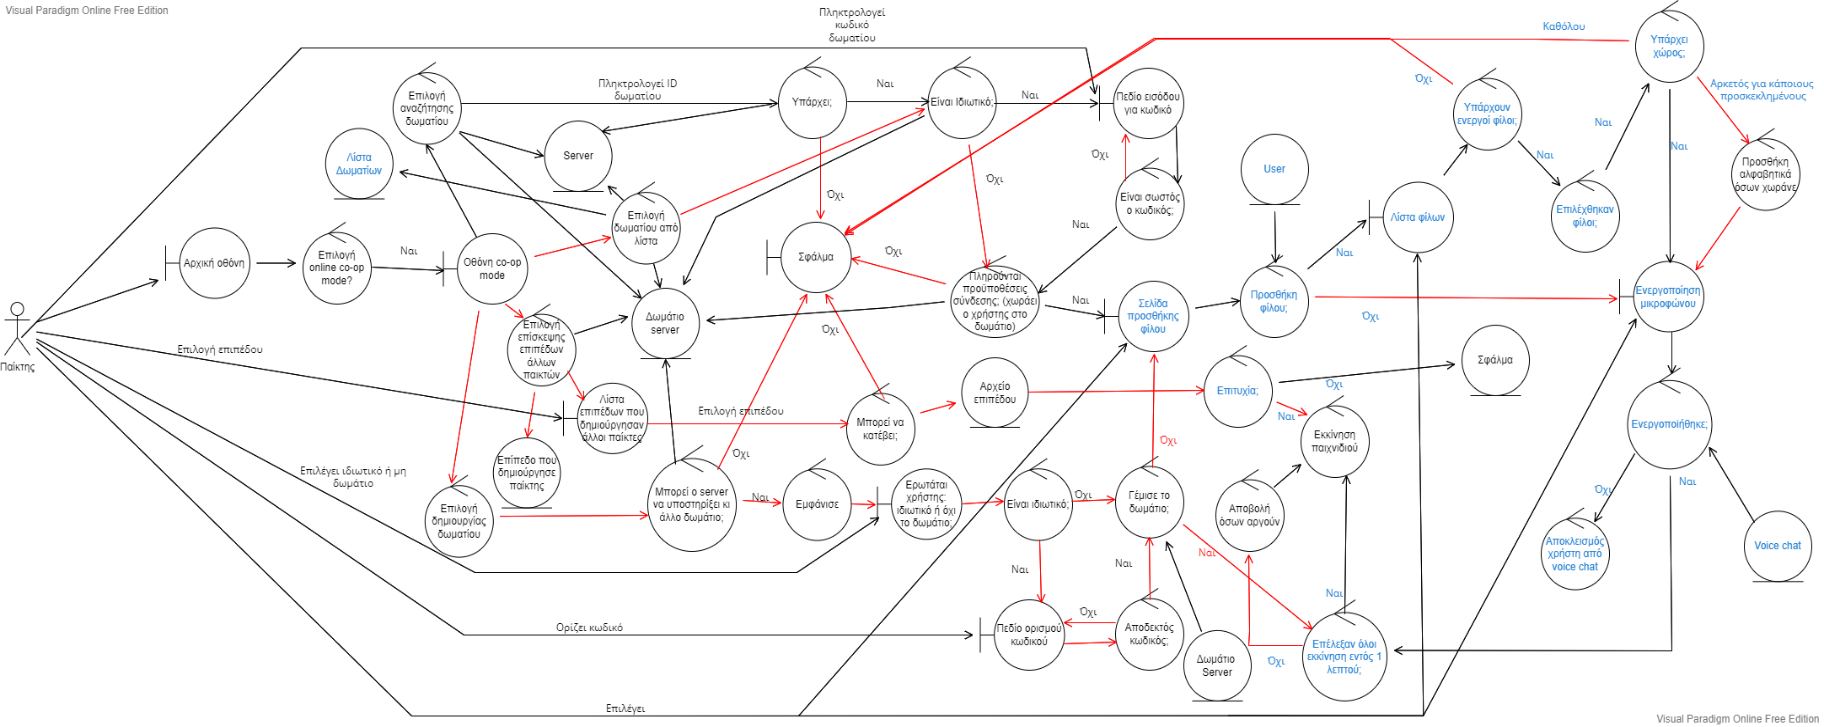 Visual Paradigm Online Free Edition
Πληκτρολογεί
κωδικό
δωματίου
Καθόλου
Υπάρχει
χώρος;
Επιλογή
αναζήτησης
δωματίου
Πληκτρολογεί ID
δωματίου
Υπάρχει;
Ναι
Είναι Ιδιωτικό;
Ναι
Πεδίο εισόδου
για κωδικό
Όχι
Υπάρχουν
ενεργοί φίλοι;
Αρκετός για κάποιους
προσκεκλημένους
Ναι
Ναι
Ναι
Λίστα
Δωματίων
Server
Όχι
Όχι
Όχι
User
Προσθήκη
αλφαβητικά
όσων χωράνε
Επιλογή
δωματίου από
λίστα
Είναι σωστός
ο κωδικός;
Ναι
Λίστα φίλων
Επιλέχθηκαν
φίλοι;
Αρχική οθόνη
Επιλογή
online co-op
mode?
Ναι
Οθόνη co-op
mode
Σφάλμα
Όχι
Πληρούνται
προϋποθέσεις
σύνδεσης; (χωράει
ο χρήστης στο
δωμάτιο)
Ναι
Ναι
Σελίδα
προσθήκης
φίλου
Προσθήκη
φίλου;
Όχι
Ενεργοποίηση
μικροφώνου
Παίκτης
Επιλογή επιπέδου
Επιλογή
επίσκεψης
επιπέδων
άλλων
παικτών
Δωμάτιο
server
Όχι
Σφάλμα
Λίστα
επιπέδων που
δημιούργησαν
άλλοι παίκτες
Επιλογή επιπέδου
Μπορεί να
κατέβει;
Αρχείο
επιπέδου
Επιτυχία;
Όχι
Ναι
Εκκίνηση
παιχνιδιού
Ενεργοποιήθηκε;
Επιλέγει ιδιωτικό ή μη
δωμάτιο
Επίπεδο που
δημιούργησε
παίκτης
Όχι
Όχι
Επιλογή
δημιουργίας
δωματίου
Μπορεί ο server
να υποστηρίξει κι
άλλο δωμάτιο;
Ναι
Εμφάνισε
Ερωτάται
χρήστης:
ιδιωτικό ή όχι
το δωμάτιο;
Είναι ιδιωτικό;
Όχι
Γέμισε το
δωμάτιο;
Αποβολή
όσων αργούν
Όχι
Ναι
Ναι
Ναι
Ναι
Ναι
Αποκλεισμός
χρήστη από
voice chat
Voice chat
Ορίζει κωδικό
Πεδίο ορισμού
κωδικού
Όχι
Αποδεκτός
κωδικός;
Δωμάτιο
Server
Όχι
Επέλεξαν όλοι
εκκίνηση εντός 1
λεπτού;
Επιλέγει
Visual Paradigm Online Free Edition